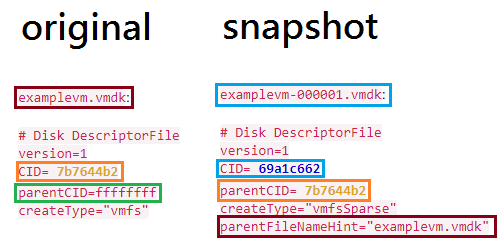 original
examplevm.vmdk:
# Disk DescriptorFile
version=1
CID= 7b7644b2
parentCID=ffffffff
createType="vmfs"
snapshot
examplevm-000001.vmdk:
# Disk DescriptorFile
version=1
CID= 69a1c662
parentCID= 7b7644b2
createType="vmfsSparse"
parentFileNameHint="examplevm.vmdk"